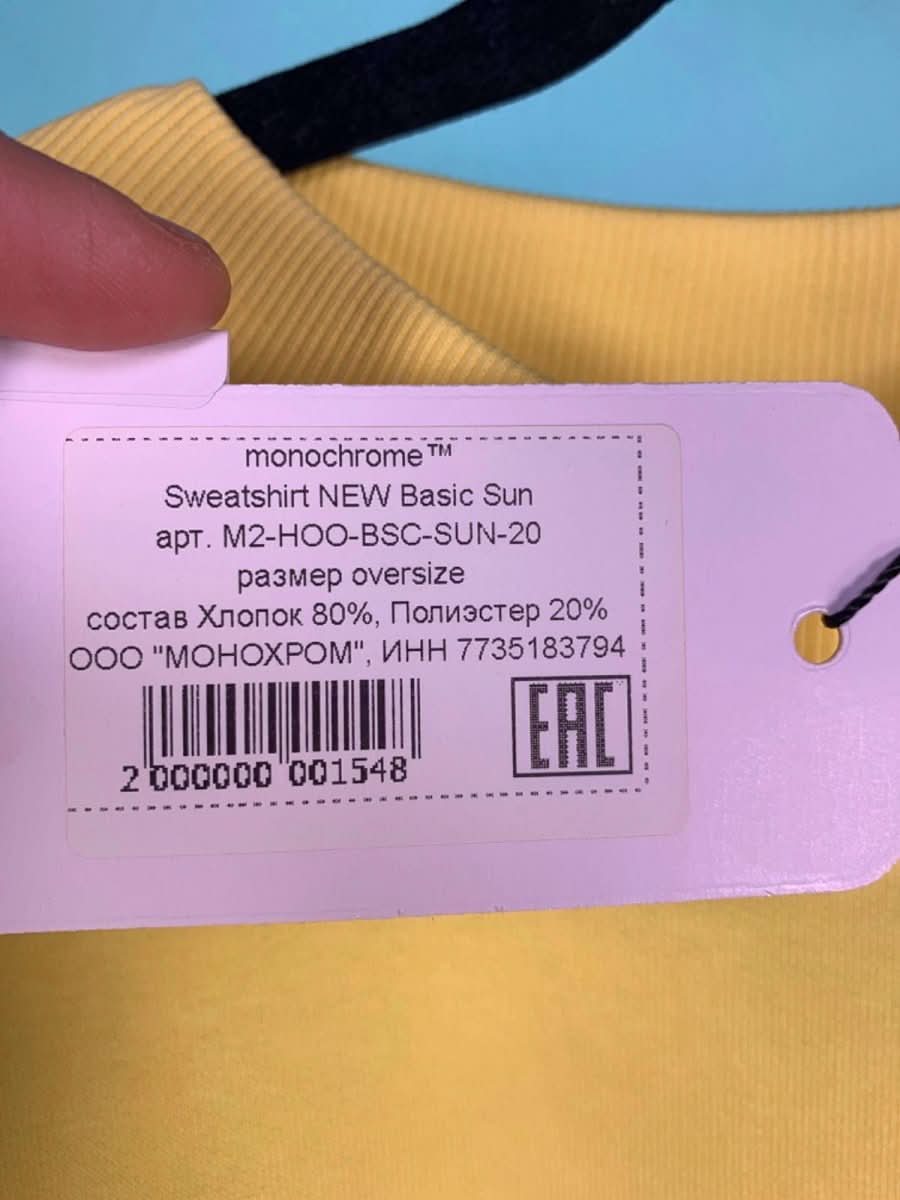 monochrome™
Sweatshirt NEW Basic Sun
арт. M2-HOO-BSC-SUN-20
размер oversize
состав Хлопок 80%, Полиэстер 20%
ООО "МОНОХРОМ", ИНН 7735183794
2 000000 001548
EAC